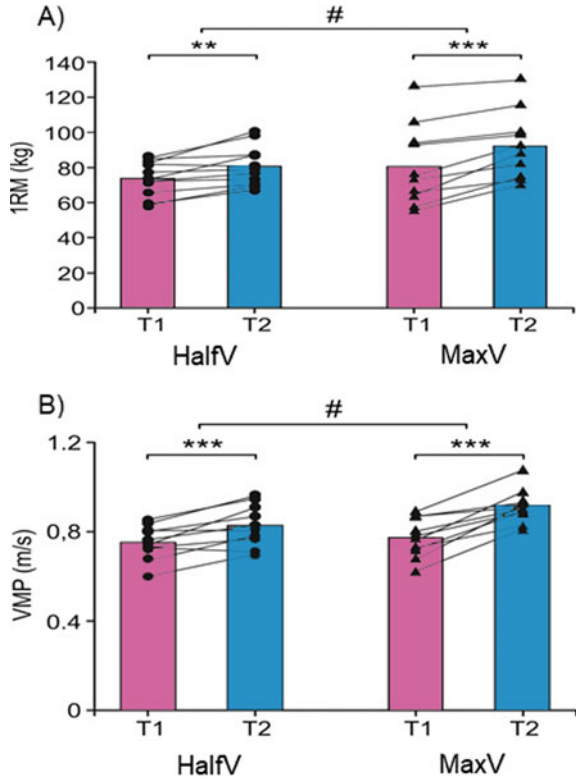 A)
#
** ***
140
120
100
80
60
40
20
0
1RM (kg)
T1 T2 T1 T2
HalfV MaxV
B)
#
*** ***
1.2
0.8
0.4
0
VMP (m/s)
T1 T2 T1 T2
HalfV MaxV